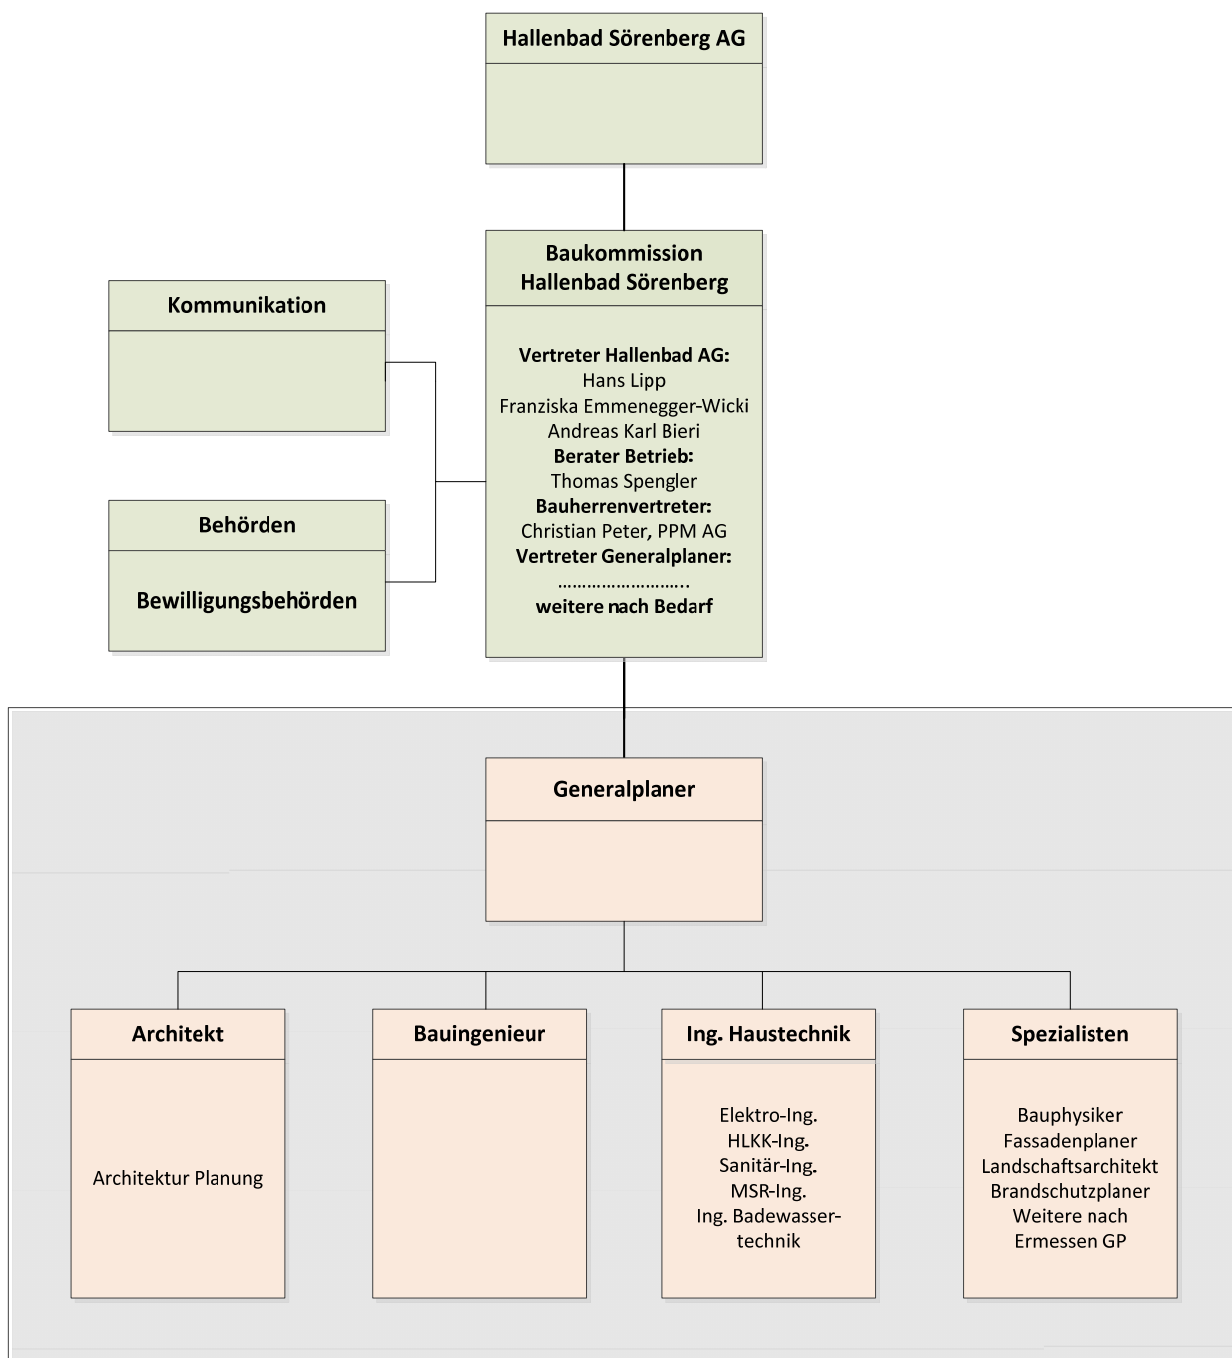 Hallenbad Sörenberg AG
Baukommission
Hallenbad Sörenberg
Vertreter Hallenbad AG:
Hans Lipp
Franziska Emmenegger-Wicki
Andreas Karl Bieri
Berater Betrieb:
Thomas Spengler
Bauherrenvertreter:
Christian Peter, PPM AG
Vertreter Generalplaner:
……………………..
weitere nach Bedarf
Kommunikation
Behörden
Bewilligungsbehörden
Generalplaner
Architekt
Architektur Planung
Bauingenieur
Ing. Haustechnik
Elektro-Ing.
HLKK-Ing.
Sanitär-Ing.
MSR-Ing.
Ing. Badewasser-
technik
Spezialisten
Bauphysiker
Fassadenplaner
Landschaftsarchitekt
Brandschutzplaner
Weitere nach
Ermessen GP